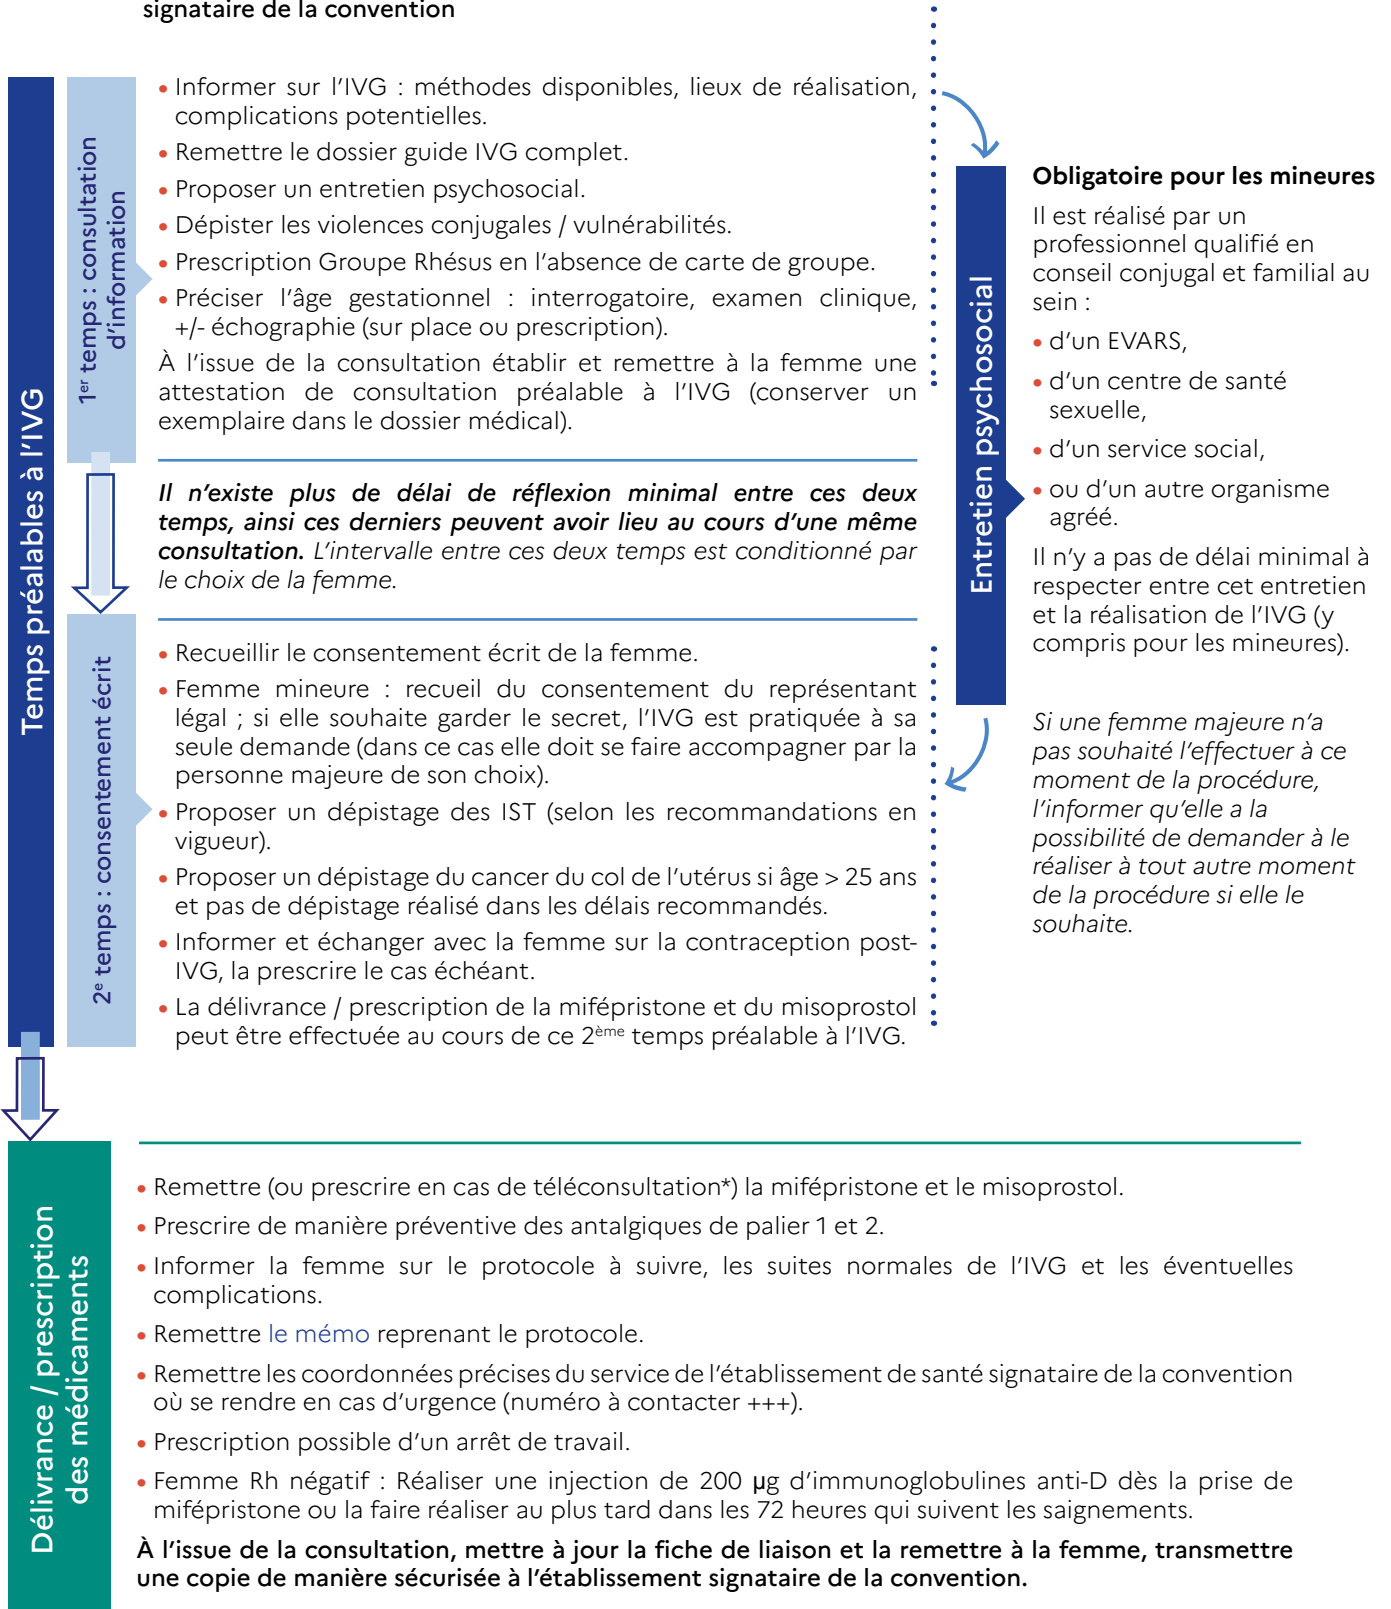 signataire de la convention
Temps préalables à l’IVG
1er temps : consultation
d’information
• Informer sur l’IVG : méthodes disponibles, lieux de réalisation,
complications potentielles.
• Remettre le dossier guide IVG complet.
• Proposer un entretien psychosocial.
• Dépister les violences conjugales / vulnérabilités.
• Prescription Groupe Rhésus en l’absence de carte de groupe.
• Préciser l’âge gestationnel : interrogatoire, examen clinique,
+/- échographie (sur place ou prescription).
À l’issue de la consultation établir et remettre à la femme une
attestation de consultation préalable à l’IVG (conserver un
exemplaire dans le dossier médical).
Il n’existe plus de délai de réflexion minimal entre ces deux
temps, ainsi ces derniers peuvent avoir lieu au cours d’une même
consultation. L’intervalle entre ces deux temps est conditionné par
le choix de la femme.
2e temps : consentement écrit
• Recueillir le consentement écrit de la femme.
• Femme mineure : recueil du consentement du représentant
légal ; si elle souhaite garder le secret, l’IVG est pratiquée à sa
seule demande (dans ce cas elle doit se faire accompagner par la
personne majeure de son choix).
• Proposer un dépistage des IST (selon les recommandations en
vigueur).
• Proposer un dépistage du cancer du col de l’utérus si âge > 25 ans
et pas de dépistage réalisé dans les délais recommandés.
• Informer et échanger avec la femme sur la contraception post-
IVG, la prescrire le cas échéant.
• La délivrance / prescription de la mifépristone et du misoprostol
peut être effectuée au cours de ce 2ème temps préalable à l’IVG.
Entretien psychosocial
Obligatoire pour les mineures
Il est réalisé par un
professionnel qualifié en
conseil conjugal et familial au
sein :
• d’un EVARS,
• d’un centre de santé
sexuelle,
• d’un service social,
• ou d’un autre organisme
agréé.
Il n’y a pas de délai minimal à
respecter entre cet entretien
et la réalisation de l’IVG (y
compris pour les mineures).
Si une femme majeure n’a
pas souhaité l’effectuer à ce
moment de la procédure,
l’informer qu’elle a la
possibilité de demander à le
réaliser à tout autre moment
de la procédure si elle le
souhaite.
Délivrance / prescription
des médicaments
• Remettre (ou prescrire en cas de téléconsultation*) la mifépristone et le misoprostol.
• Prescrire de manière préventive des antalgiques de palier 1 et 2.
• Informer la femme sur le protocole à suivre, les suites normales de l’IVG et les éventuelles
complications.
• Remettre le mémo reprenant le protocole.
• Remettre les coordonnées précises du service de l’établissement de santé signataire de la convention
où se rendre en cas d’urgence (numéro à contacter +++).
• Prescription possible d’un arrêt de travail.
• Femme Rh négatif : Réaliser une injection de 200 µg d’immunoglobulines anti-D dès la prise de
mifépristone ou la faire réaliser au plus tard dans les 72 heures qui suivent les saignements.
À l’issue de la consultation, mettre à jour la fiche de liaison et la remettre à la femme, transmettre
une copie de manière sécurisée à l’établissement signataire de la convention.